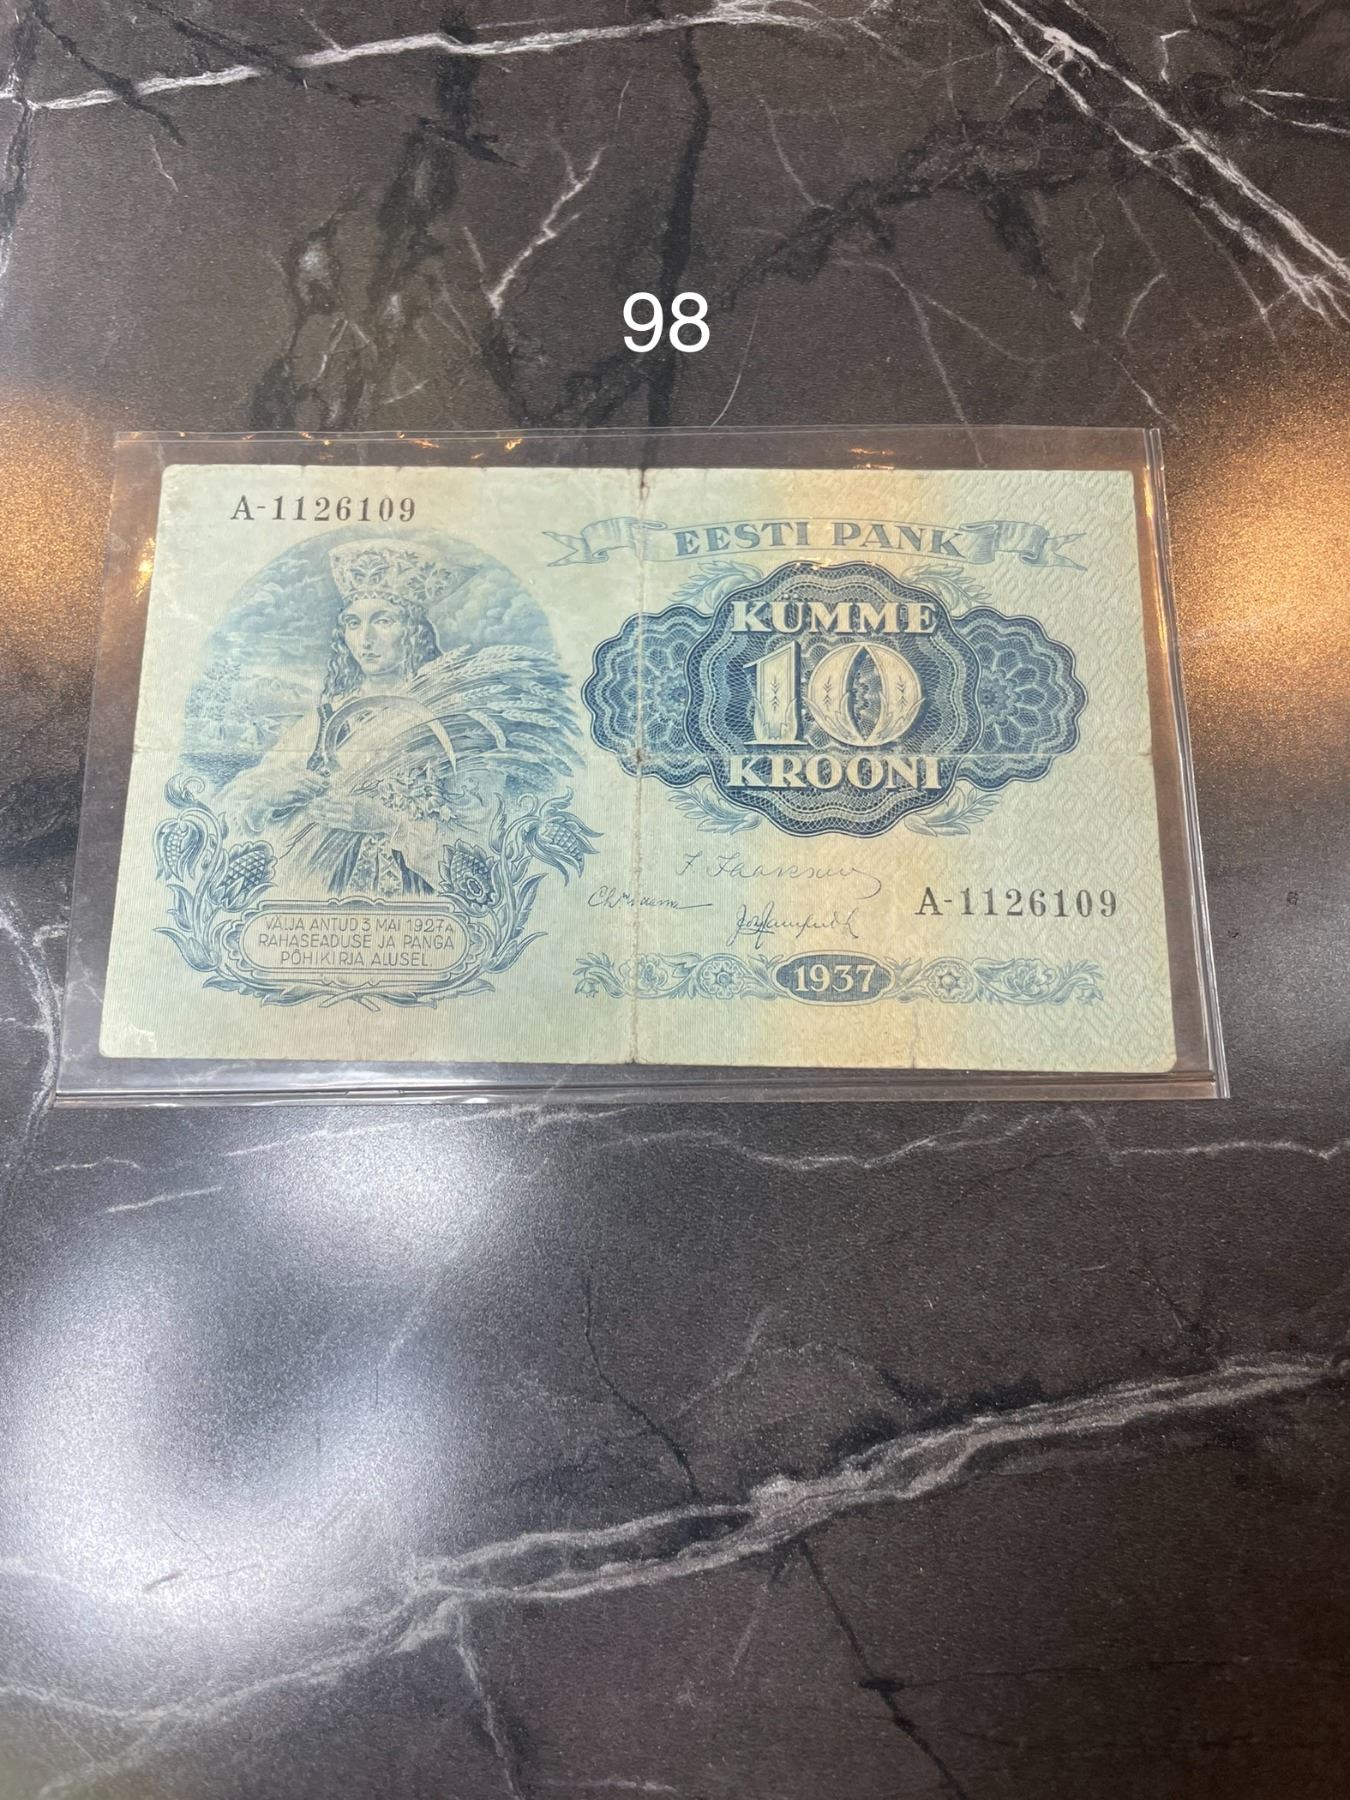 98
A-1126109
EESTI PANK
KÜMME
10
KROONI
A-1126109
VÄLJA ANTUD 3 MAI 1927 A
RAHASEADUSE JA PANGA
PÕHIKIRJA ALUSEL.
1937